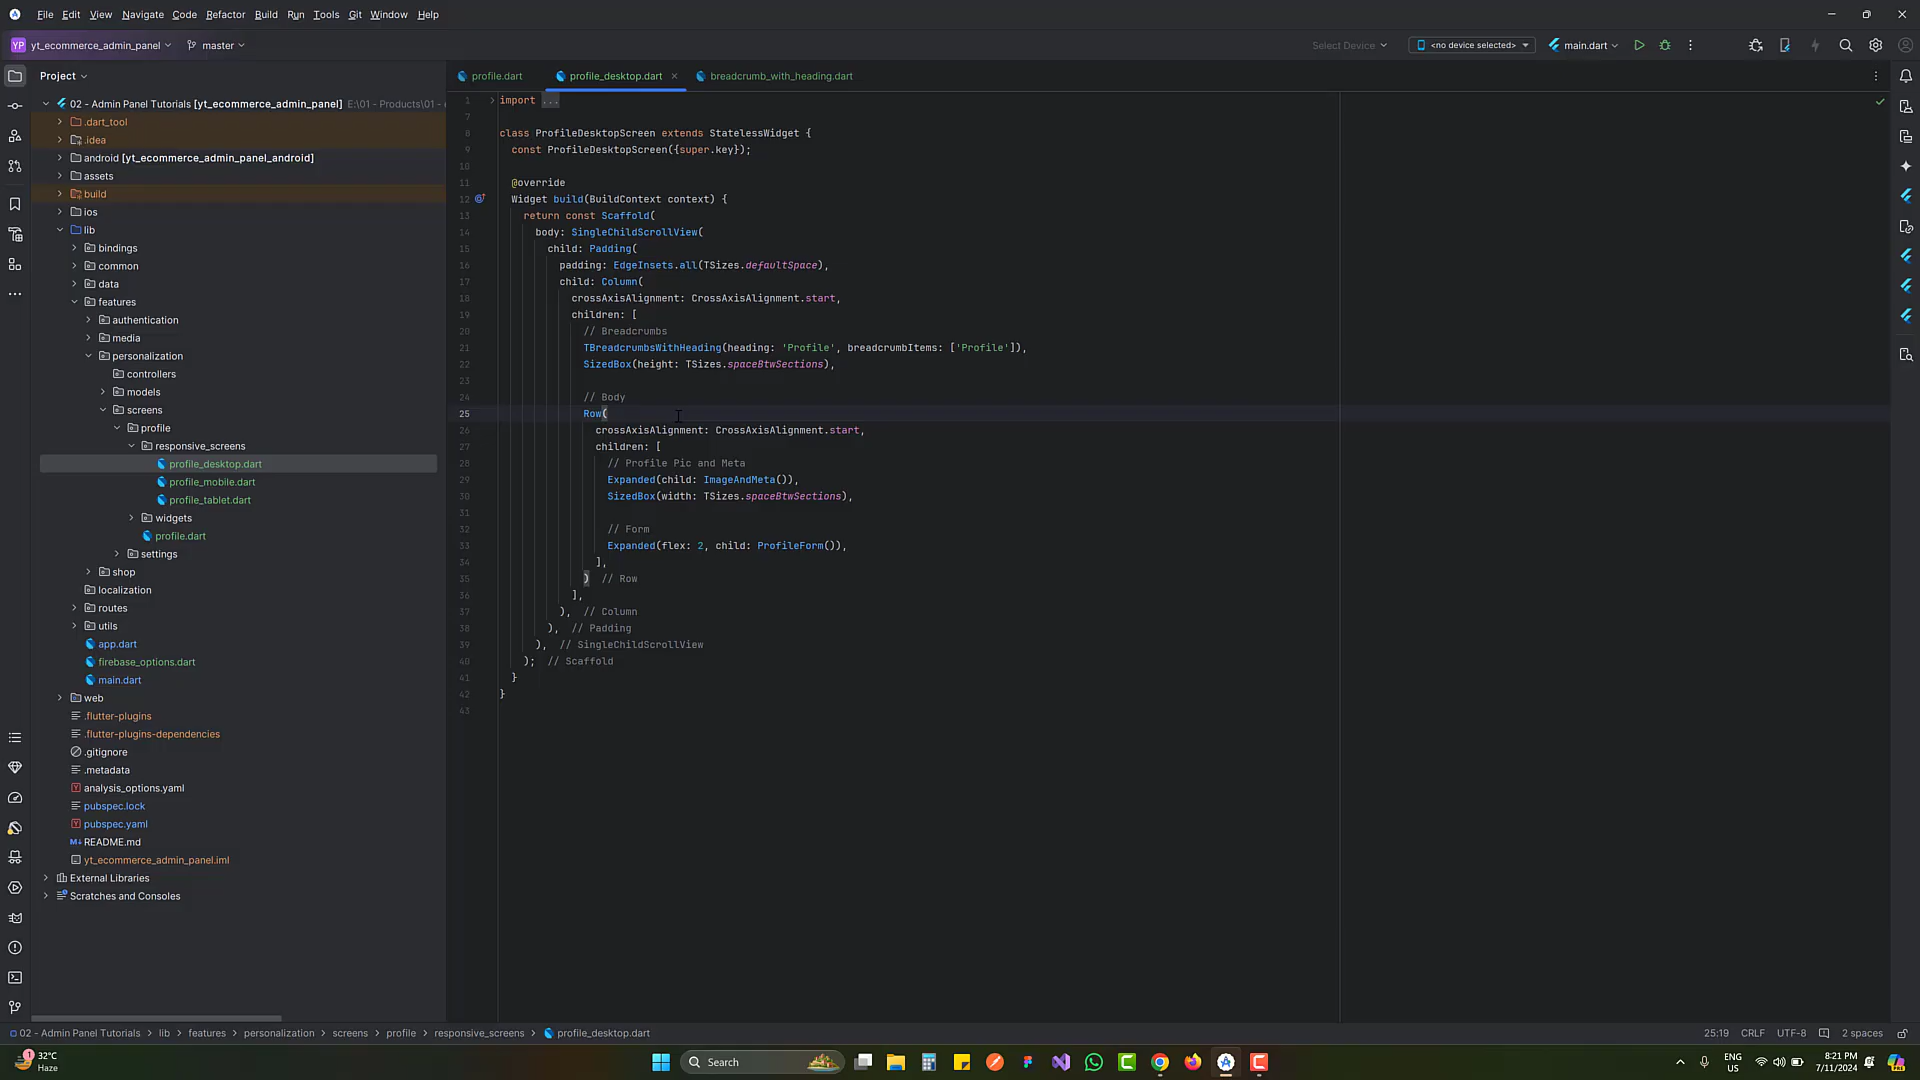 File Edit View Navigate Code Refactor Build Run Tools Git Window Help
YP yt_ecommerce_admin_panel master Select Device <no device selected> main.dart
Project
profile.dart profile_desktop.dart breadcrumb_with_heading.dart
02 - Admin Panel Tutorials [yt_ecommerce_admin_panel] E:\01 - Products\01 -
.dart_tool
.idea
android [yt_ecommerce_admin_panel_android]
assets
build
ios
lib
bindings
common
data
features
authentication
media
personalization
controllers
models
screens
profile
responsive_screens
profile_desktop.dart
profile_mobile.dart
profile_tablet.dart
widgets
profile.dart
settings
shop
localization
routes
utils
app.dart
firebase_options.dart
main.dart
web
.flutter-plugins
.flutter-plugins-dependencies
.gitignore
.metadata
analysis_options.yaml
pubspec.lock
pubspec.yaml
README.md
yt_ecommerce_admin_panel.iml
External Libraries
Scratches and Consoles
1 import ...
7
8 class ProfileDesktopScreen extends StatelessWidget {
9 const ProfileDesktopScreen({super.key});
10
11 @override
12 Widget build(BuildContext context) {
13 return const Scaffold(
14 body: SingleChildScrollView(
15 child: Padding(
16 padding: EdgeInsets.all(TSizes.defaultSpace),
17 child: Column(
18 crossAxisAlignment: CrossAxisAlignment.start,
19 children: [
20 // Breadcrumbs
21 TBreadcrumbsWithHeading(heading: 'Profile', breadcrumbItems: ['Profile']),
22 SizedBox(height: TSizes.spaceBtwSections),
23
24 // Body
25 Row(
26 crossAxisAlignment: CrossAxisAlignment.start,
27 children: [
28 // Profile Pic and Meta
29 Expanded(child: ImageAndMeta()),
30 SizedBox(width: TSizes.spaceBtwSections),
31
32 // Form
33 Expanded(flex: 2, child: ProfileForm()),
34 ],
35 ) // Row
36 ],
37 ), // Column
38 ), // Padding
39 ), // SingleChildScrollView
40 ); // Scaffold
41 }
42 }
43
02 - Admin Panel Tutorials > lib > features > personalization > screens > profile > responsive_screens > profile_desktop.dart 25:19 CRLF UTF-8 2 spaces
1 32°C
Haze
Search
ENG
US
8:21 PM
7/11/2024